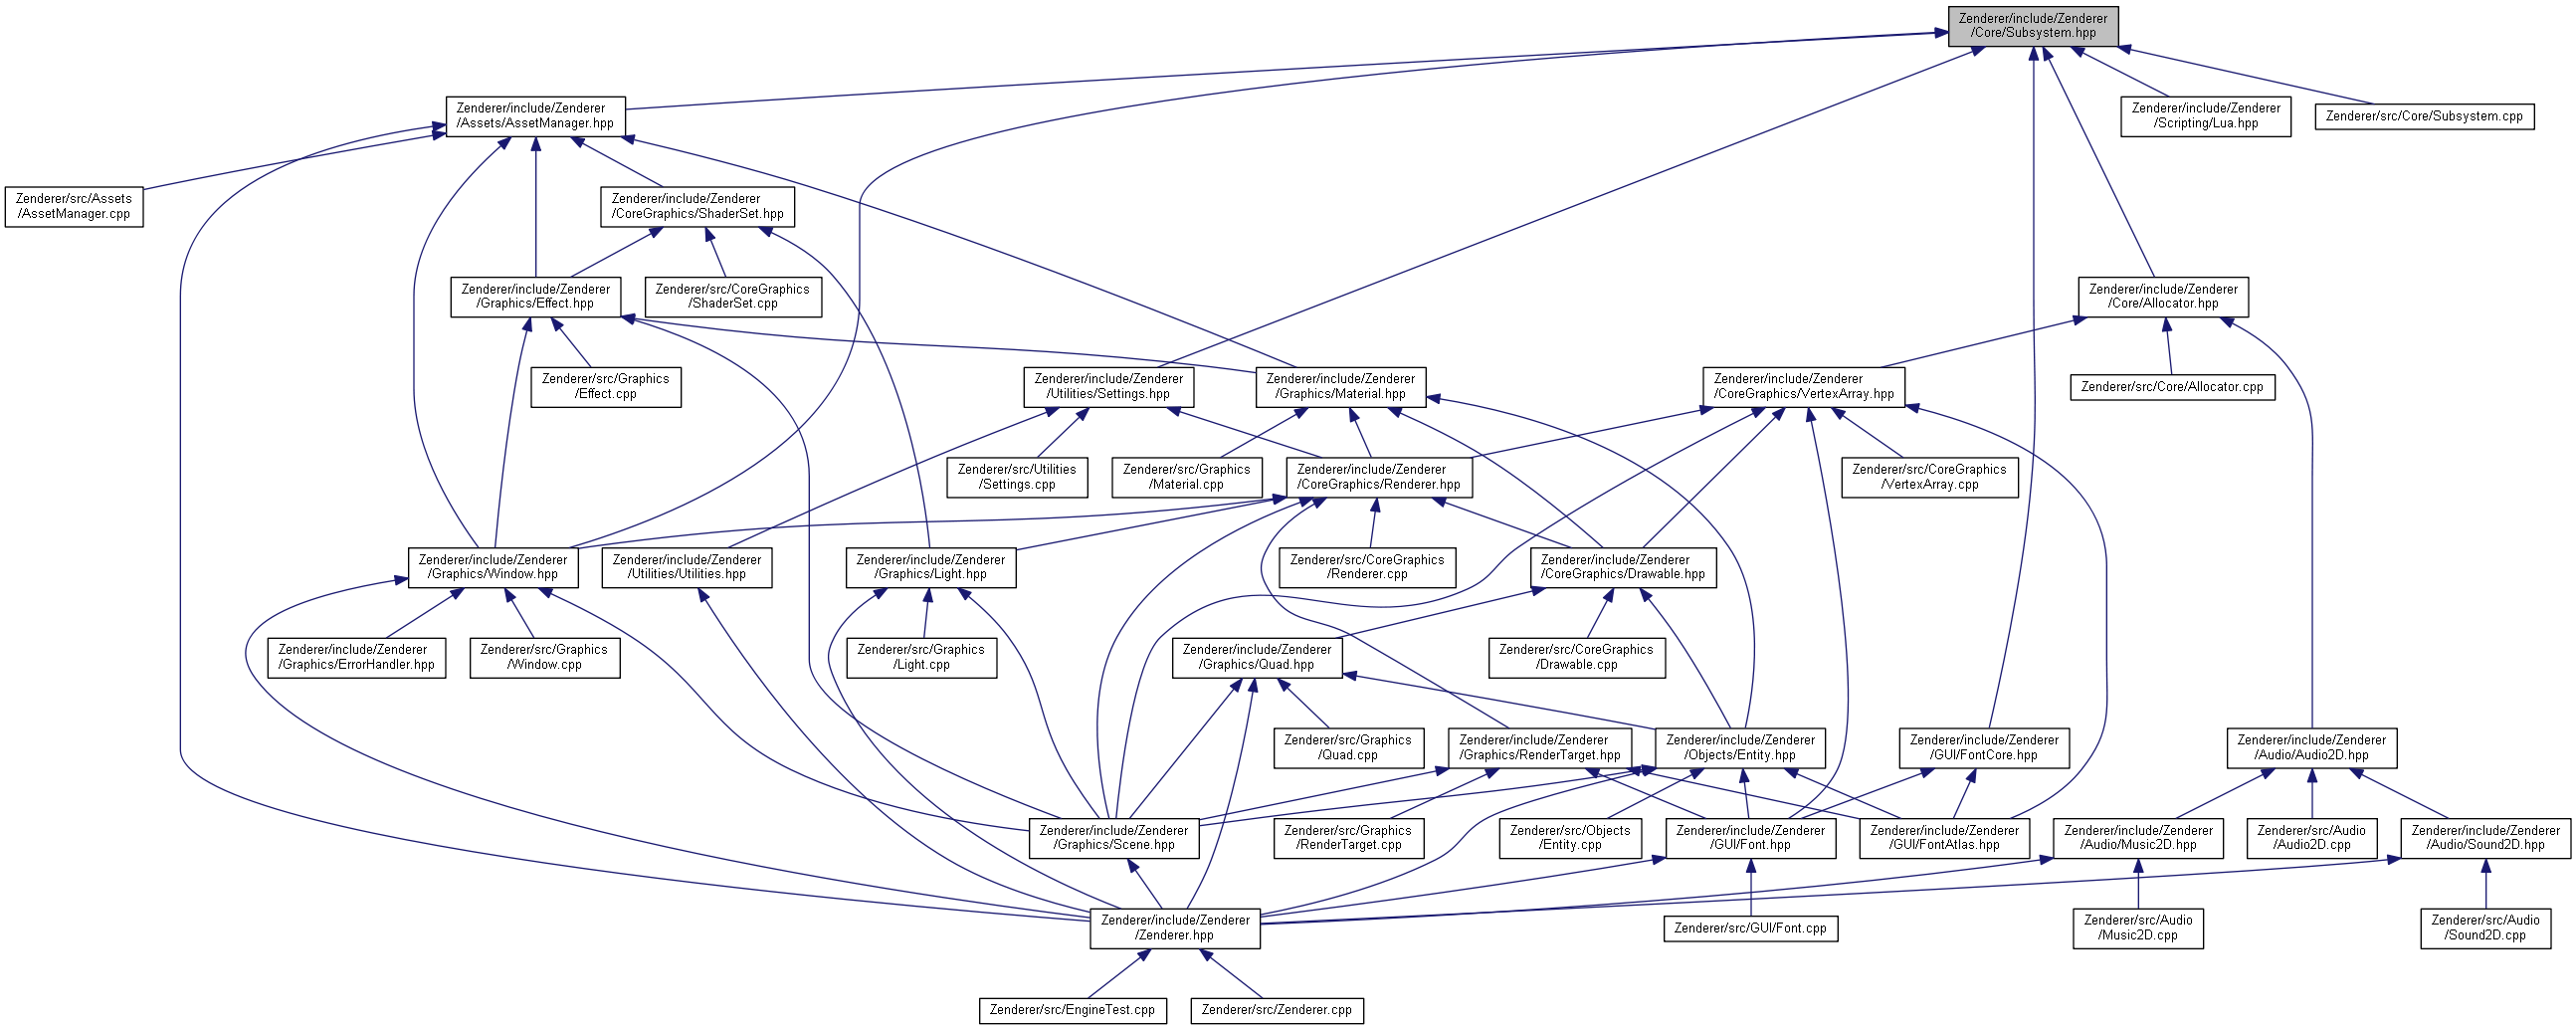 Zenderer/include/Zenderer
/Core/Subsystem.hpp
Zenderer/include/Zenderer
/Assets/AssetManager.hpp
Zenderer/include/Zenderer
/Scripting/Lua.hpp
Zenderer/src/Core/Subsystem.cpp
Zenderer/src/Assets
/AssetManager.cpp
Zenderer/include/Zenderer
/CoreGraphics/ShaderSet.hpp
Zenderer/include/Zenderer
/Graphics/Effect.hpp
Zenderer/src/CoreGraphics
/ShaderSet.cpp
Zenderer/include/Zenderer
/Core/Allocator.hpp
Zenderer/src/Graphics
/Effect.cpp
Zenderer/include/Zenderer
/Utilities/Settings.hpp
Zenderer/include/Zenderer
/Graphics/Material.hpp
Zenderer/include/Zenderer
/CoreGraphics/VertexArray.hpp
Zenderer/src/Core/Allocator.cpp
Zenderer/src/Utilities
/Settings.cpp
Zenderer/src/Graphics
/Material.cpp
Zenderer/include/Zenderer
/CoreGraphics/Renderer.hpp
Zenderer/src/CoreGraphics
/VertexArray.cpp
Zenderer/include/Zenderer
/Graphics/Window.hpp
Zenderer/include/Zenderer
/Utilities/Utilities.hpp
Zenderer/include/Zenderer
/Graphics/Light.hpp
Zenderer/src/CoreGraphics
/Renderer.cpp
Zenderer/include/Zenderer
/CoreGraphics/Drawable.hpp
Zenderer/include/Zenderer
/Graphics/ErrorHandler.hpp
Zenderer/src/Graphics
/Window.cpp
Zenderer/src/Graphics
/Light.cpp
Zenderer/include/Zenderer
/Graphics/Quad.hpp
Zenderer/src/CoreGraphics
/Drawable.cpp
Zenderer/src/Graphics
/Quad.cpp
Zenderer/include/Zenderer
/Graphics/RenderTarget.hpp
Zenderer/include/Zenderer
/Objects/Entity.hpp
Zenderer/include/Zenderer
/GUI/FontCore.hpp
Zenderer/include/Zenderer
/Audio/Audio2D.hpp
Zenderer/include/Zenderer
/Graphics/Scene.hpp
Zenderer/src/Graphics
/RenderTarget.cpp
Zenderer/src/Objects
/Entity.cpp
Zenderer/include/Zenderer
/GUI/Font.hpp
Zenderer/include/Zenderer
/GUI/FontAtlas.hpp
Zenderer/include/Zenderer
/Audio/Music2D.hpp
Zenderer/src/Audio
/Audio2D.cpp
Zenderer/include/Zenderer
/Audio/Sound2D.hpp
Zenderer/include/Zenderer
/Zenderer.hpp
Zenderer/src/GUI/Font.cpp
Zenderer/src/Audio
/Music2D.cpp
Zenderer/src/Audio
/Sound2D.cpp
Zenderer/src/EngineTest.cpp
Zenderer/src/Zenderer.cpp